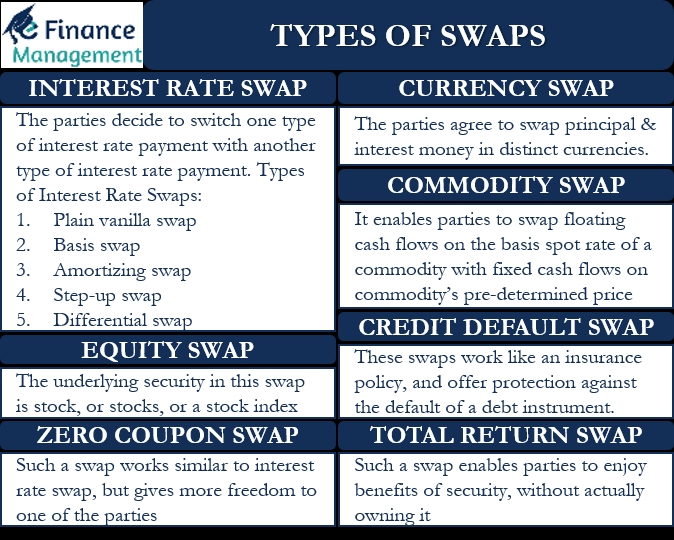 e Finance
Management
TYPES OF SWAPS
INTEREST RATE SWAP
The parties decide to switch one type
of interest rate payment with another
type of interest rate payment. Types
of Interest Rate Swaps:
1. Plain vanilla swap
2. Basis swap
3. Amortizing swap
4. Step-up swap
5. Differential swap
EQUITY SWAP
The underlying security in this swap
is stock, or stocks, or a stock index
ZERO COUPON SWAP
Such a swap works similar to interest
rate swap, but gives more freedom to
one of the parties
CURRENCY SWAP
The parties agree to swap principal &
interest money in distinct currencies.
COMMODITY SWAP
It enables parties to swap floating
cash flows on the basis spot rate of a
commodity with fixed cash flows on
commodity’s pre-determined price
CREDIT DEFAULT SWAP
These swaps work like an insurance
policy, and offer protection against
the default of a debt instrument.
TOTAL RETURN SWAP
Such a swap enables parties to enjoy
benefits of security, without actually
owning it